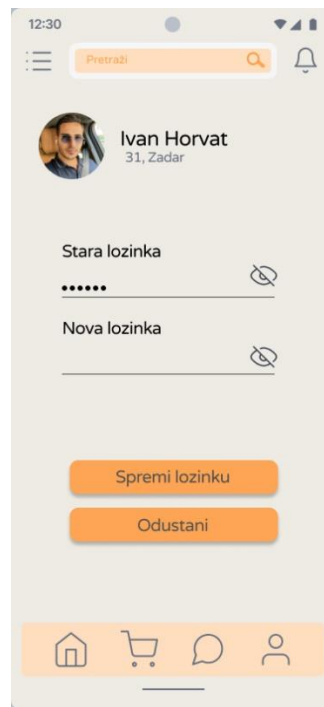 12:30
Pretraži
Ivan Horvat
31, Zadar
Stara lozinka
••••••
Nova lozinka
Spremi lozinku
Odustani